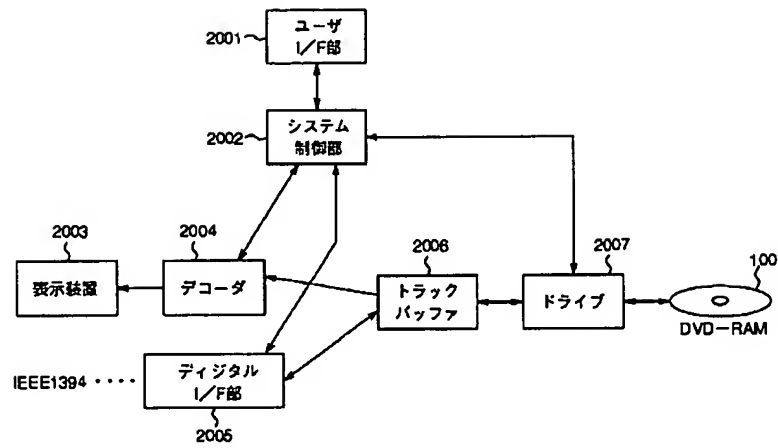 2001
ユーザ
I/F部
2002
システム
制御部
2003
表示装置
2004
デコーダ
2006
トラック
バッファ
2007
ドライブ
100
DVD-RAM
IEEE1394 ・・・・
ディジタル
I/F部
2005